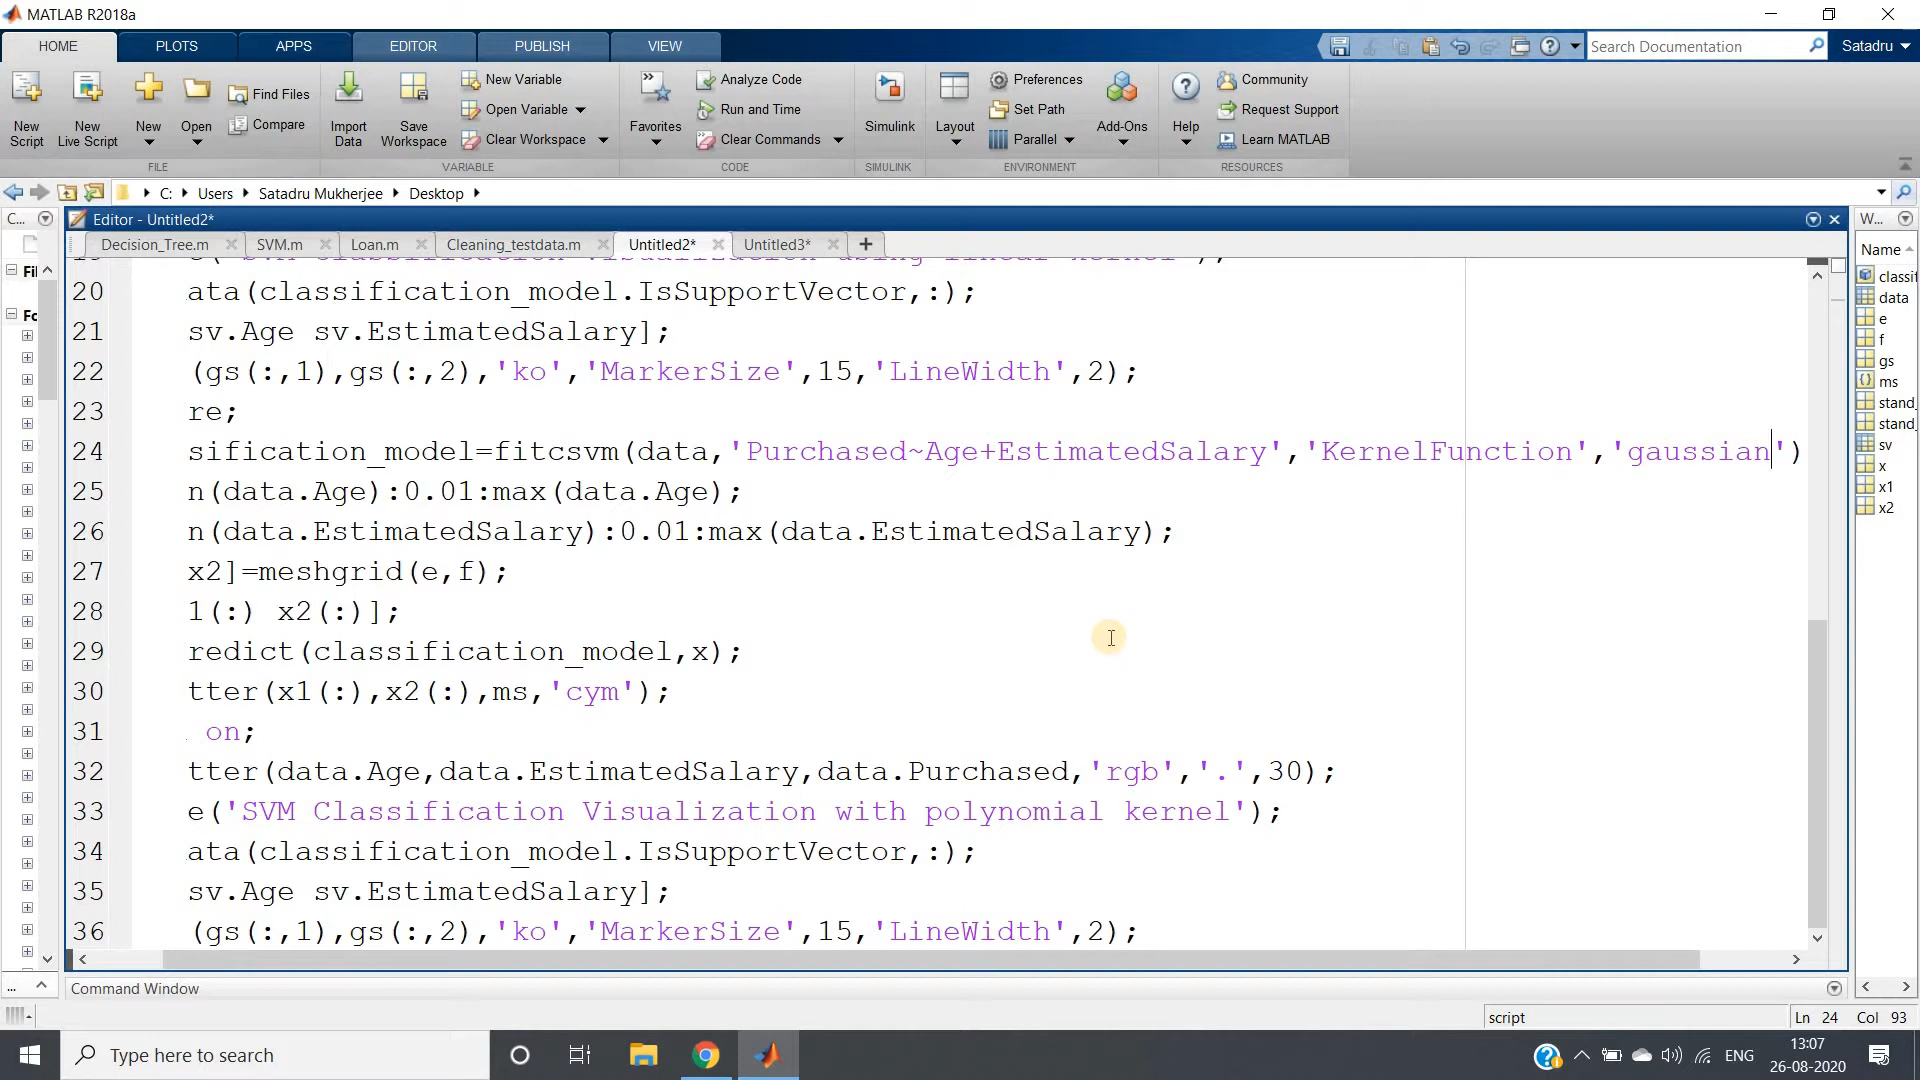 MATLAB R2018a
HOME PLOTS APPS EDITOR PUBLISH VIEW Search Documentation Satadru
New Script New Live Script New Open Find Files Compare Import Data Save Workspace New Variable Open Variable Clear Workspace Favorites Analyze Code Run and Time Clear Commands Simulink Layout Preferences Set Path Parallel Add-Ons Help Community Request Support Learn MATLAB
FILE VARIABLE CODE SIMULINK ENVIRONMENT RESOURCES
C: Users Satadru Mukherjee Desktop
C... Editor - Untitled2* W...
Decision_Tree.m SVM.m Loan.m Cleaning_testdata.m Untitled2* Untitled3* +
Name
Fil
Fc
20 ata(classification_model.IsSupportVector,:);
21 sv.Age sv.EstimatedSalary];
22 (gs(:,1),gs(:,2),'ko','MarkerSize',15,'LineWidth',2);
23 re;
24 sification_model=fitcsvm(data,'Purchased~Age+EstimatedSalary','KernelFunction','gaussian')
25 n(data.Age):0.01:max(data.Age);
26 n(data.EstimatedSalary):0.01:max(data.EstimatedSalary);
27 x2]=meshgrid(e,f);
28 1(:) x2(:)];
29 redict(classification_model,x);
30 tter(x1(:),x2(:),ms,'cym');
31 on;
32 tter(data.Age,data.EstimatedSalary,data.Purchased,'rgb','.',30);
33 e('SVM Classification Visualization with polynomial kernel');
34 ata(classification_model.IsSupportVector,:);
35 sv.Age sv.EstimatedSalary];
36 (gs(:,1),gs(:,2),'ko','MarkerSize',15,'LineWidth',2);
classif
data
e
f
gs
ms
stand_
stand_
sv
x
x1
x2
... Command Window
script Ln 24 Col 93
Type here to search
ENG
13:07
26-08-2020